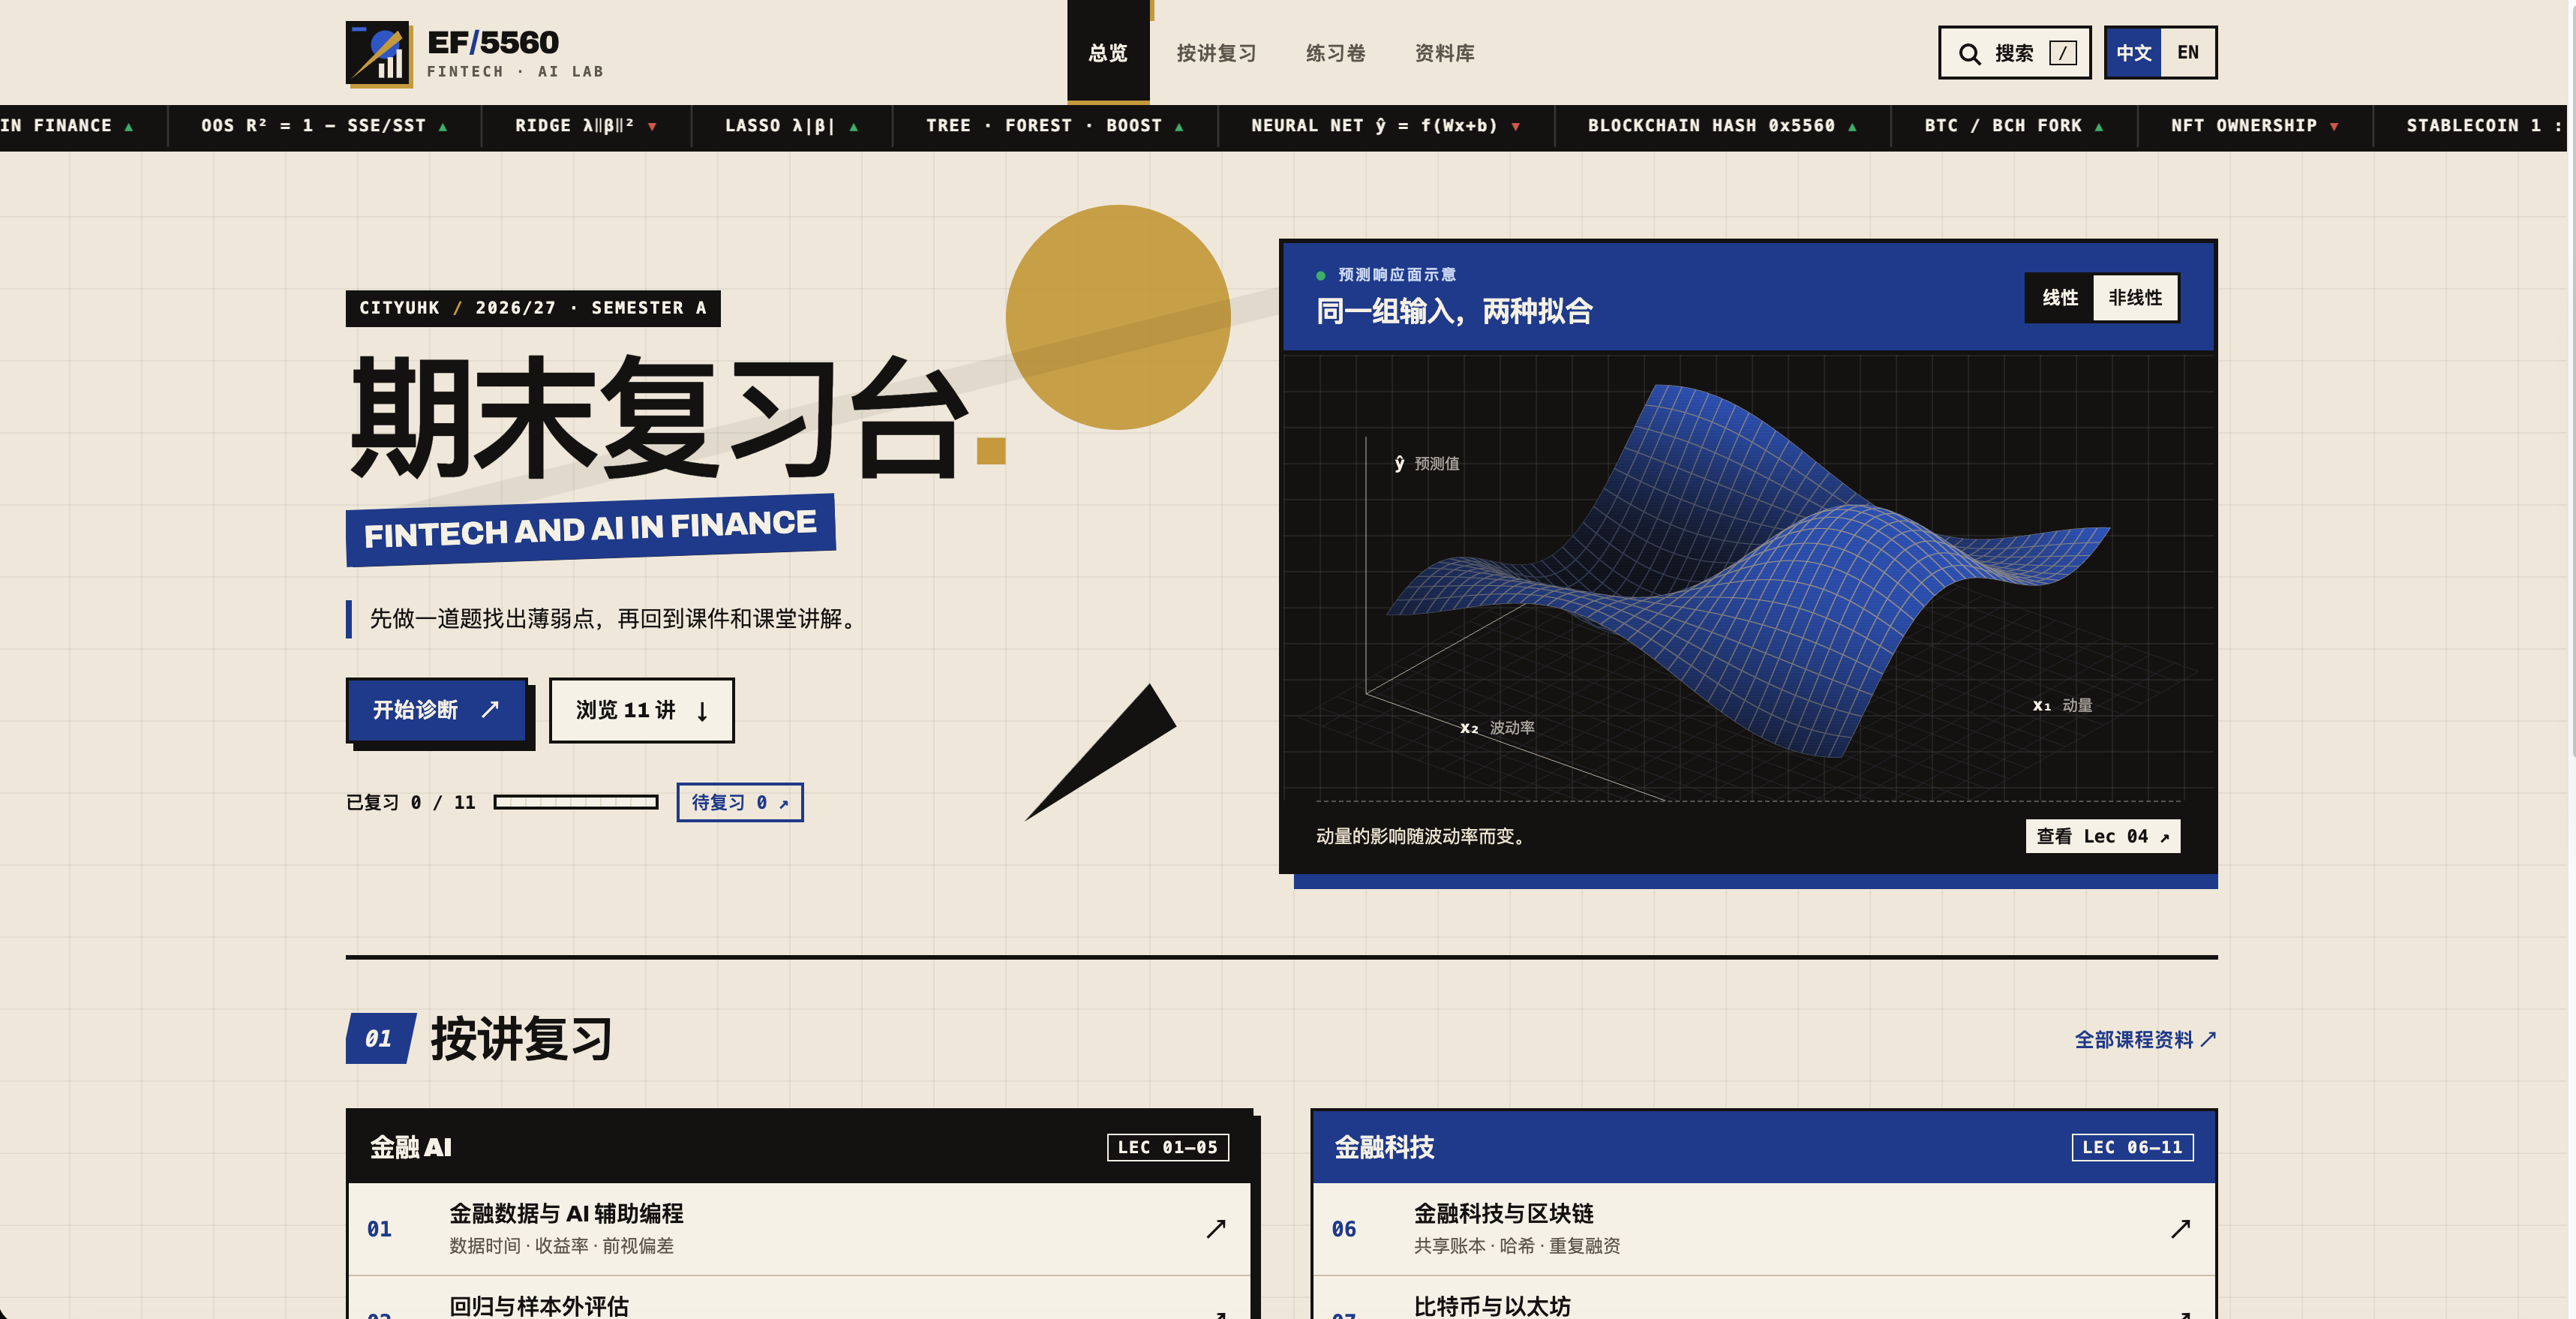 EF/5560
FINTECH · AI LAB
总览
按讲复习
练习卷
资料库
搜索 /
中文 EN
IN FINANCE ▲
OOS R² = 1 − SSE/SST ▲
RIDGE λ‖β‖² ▼
LASSO λ|β| ▲
TREE · FOREST · BOOST ▲
NEURAL NET ŷ = f(Wx+b) ▼
BLOCKCHAIN HASH 0x5560 ▲
BTC / BCH FORK ▲
NFT OWNERSHIP ▼
STABLECOIN 1 :
CITYUHK / 2026/27 · SEMESTER A
期末复习台.
FINTECH AND AI IN FINANCE
先做一道题找出薄弱点，再回到课件和课堂讲解。
开始诊断 ↗
浏览 11 讲 ↓
已复习 0 / 11
待复习 0 ↗
预测响应面示意
同一组输入，两种拟合
线性 非线性
ŷ 预测值
x₁ 动量
x₂ 波动率
动量的影响随波动率而变。
查看 Lec 04 ↗
01 按讲复习
全部课程资料 ↗
金融 AI
LEC 01–05
01
金融数据与 AI 辅助编程
数据时间 · 收益率 · 前视偏差
↗
回归与样本外评估
金融科技
LEC 06–11
06
金融科技与区块链
共享账本 · 哈希 · 重复融资
↗
比特币与以太坊